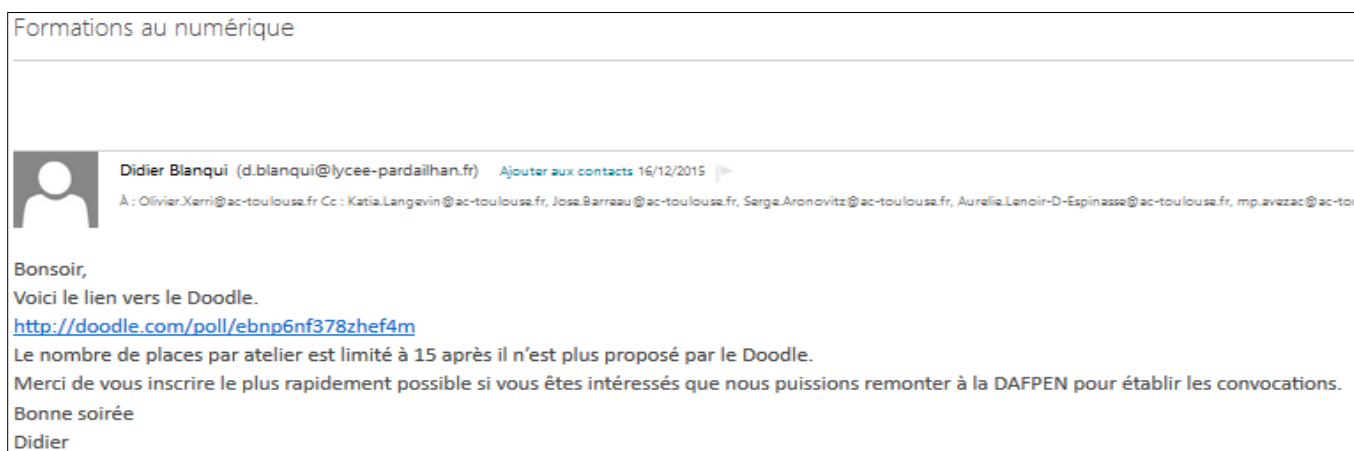 Formations au numérique
Didier Blanqui (d.blanqui@lycee-pardailhan.fr) Ajouter aux contacts 16/12/2015
À : Olivier.Xerri@ac-toulouse.fr Cc : Katia.Langevin@ac-toulouse.fr, Jose.Barreau@ac-toulouse.fr, Serge.Aronovitz@ac-toulouse.fr, Aurelie.Lenoir-D-Espinasse@ac-toulouse.fr, mp.avezac@ac-tou
Bonsoir,
Voici le lien vers le Doodle.
http://doodle.com/poll/ebnp6nf378zhef4m
Le nombre de places par atelier est limité à 15 après il n’est plus proposé par le Doodle.
Merci de vous inscrire le plus rapidement possible si vous êtes intéressés que nous puissions remonter à la DAFPEN pour établir les convocations.
Bonne soirée
Didier